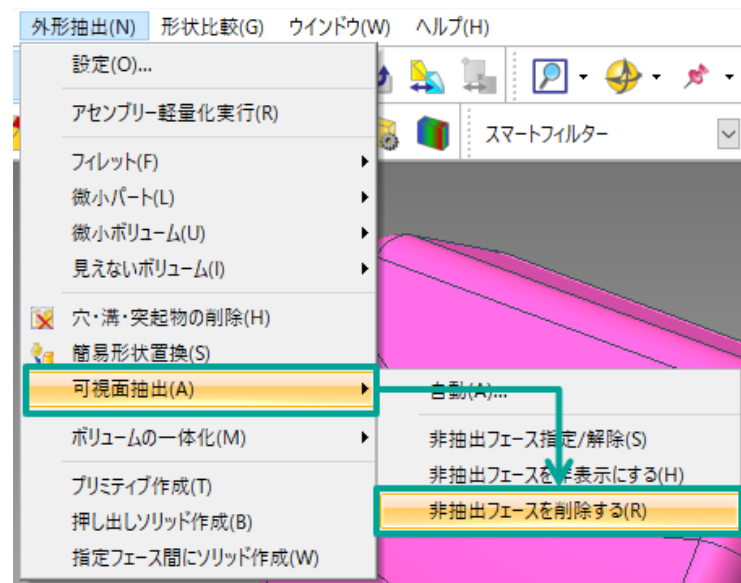 外形抽出(N) 形状比較(G) ウインドウ(W) ヘルプ(H)
設定(O)...
アセンブリー軽量化実行(R)
スマートフィルター
フィレット(F)
微小パート(L)
微小ボリューム(U)
見えないボリューム(I)
穴・溝・突起物の削除(H)
簡易形状置換(S)
可視面抽出(A)
自動(A)...
ボリュームの一体化(M)
非抽出フェース指定/解除(S)
非抽出フェースを非表示にする(H)
プリミティブ作成(T)
非抽出フェースを削除する(R)
押し出しソリッド作成(B)
指定フェース間にソリッド作成(W)